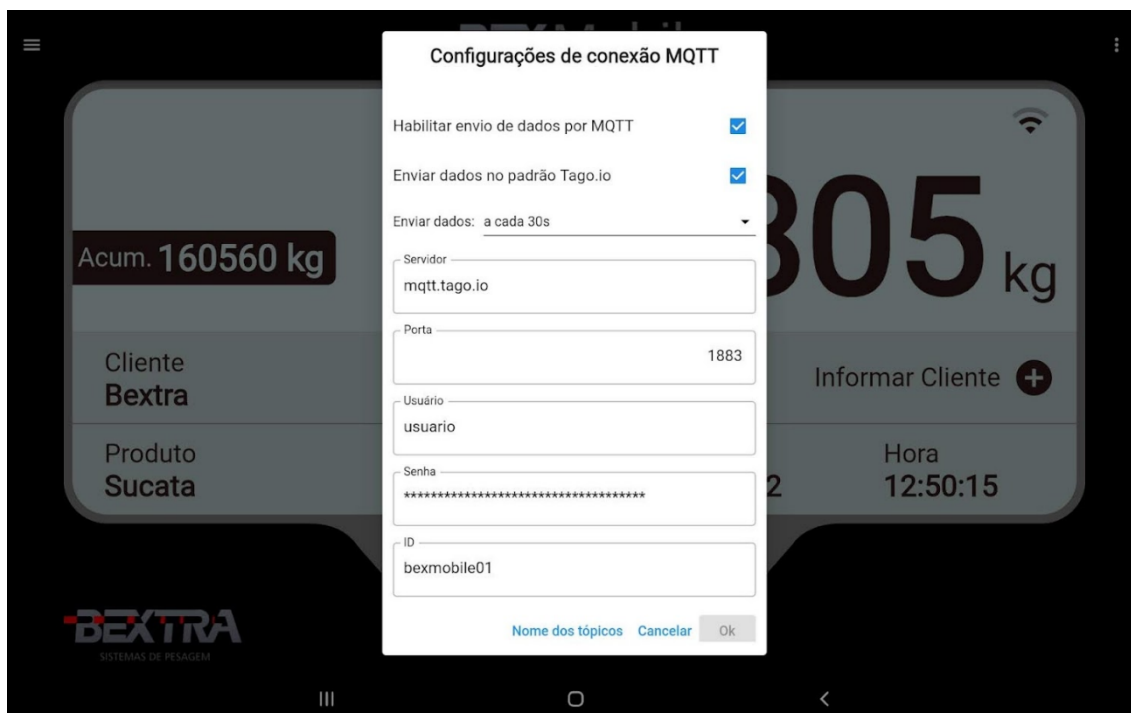 Configurações de conexão MQTT
Habilitar envio de dados por MQTT
Enviar dados no padrão Tago.io
Enviar dados: a cada 30s
Servidor
mqtt.tago.io
Porta
1883
Usuário
usuario
Senha
************************************
ID
bexmobile01
Nome dos tópicos Cancelar Ok
Acum. 160560 kg
305 kg
Cliente
Bextra
Informar Cliente
Produto
Sucata
Hora
2 12:50:15
BEXTRA
SISTEMAS DE PESAGEM